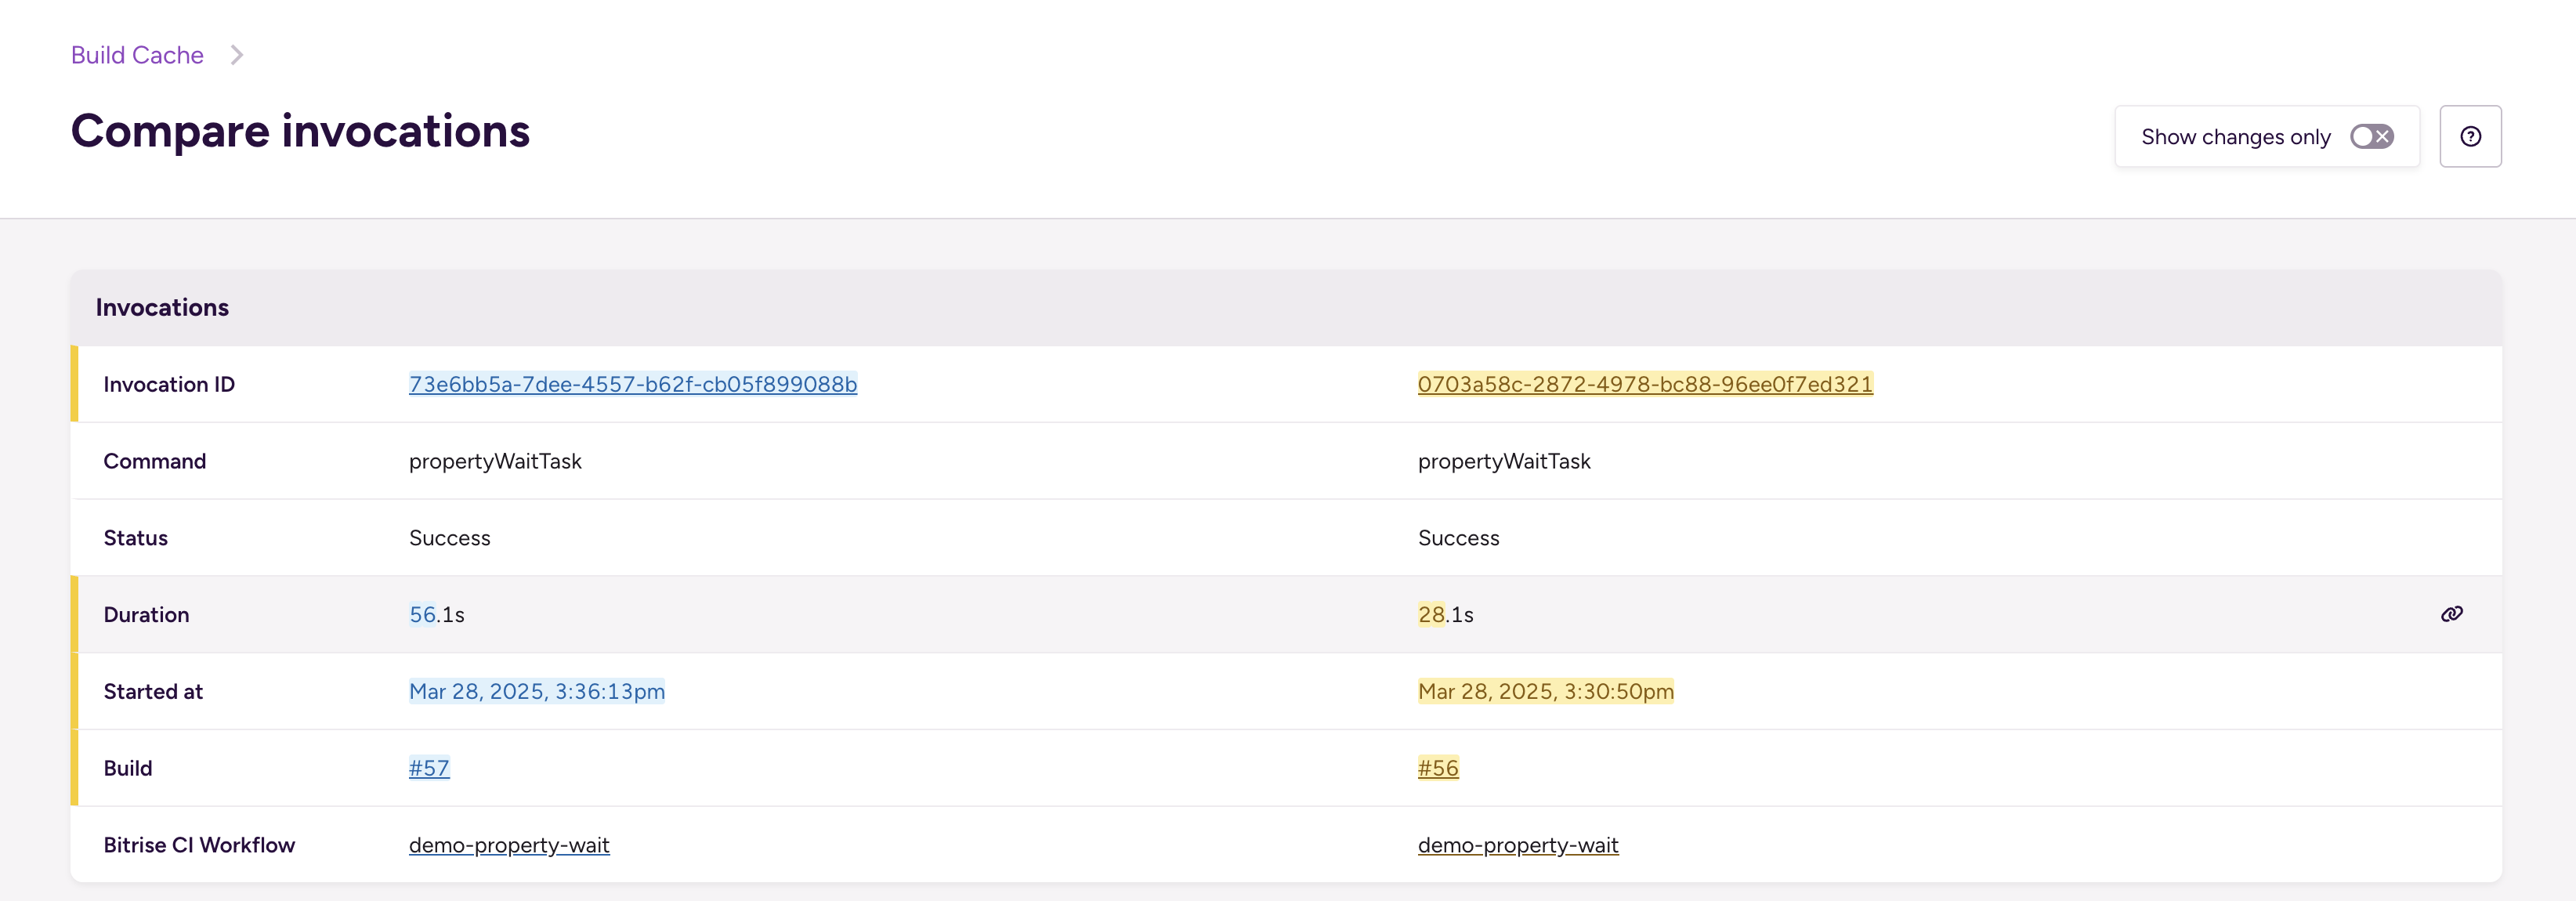 Build Cache
Compare invocations
Show changes only
Invocations
Invocation ID 73e6bb5a-7dee-4557-b62f-cb05f899088b 0703a58c-2872-4978-bc88-96ee0f7ed321
Command propertyWaitTask propertyWaitTask
Status Success Success
Duration 56.1s 28.1s
Started at Mar 28, 2025, 3:36:13pm Mar 28, 2025, 3:30:50pm
Build #57 #56
Bitrise CI Workflow demo-property-wait demo-property-wait